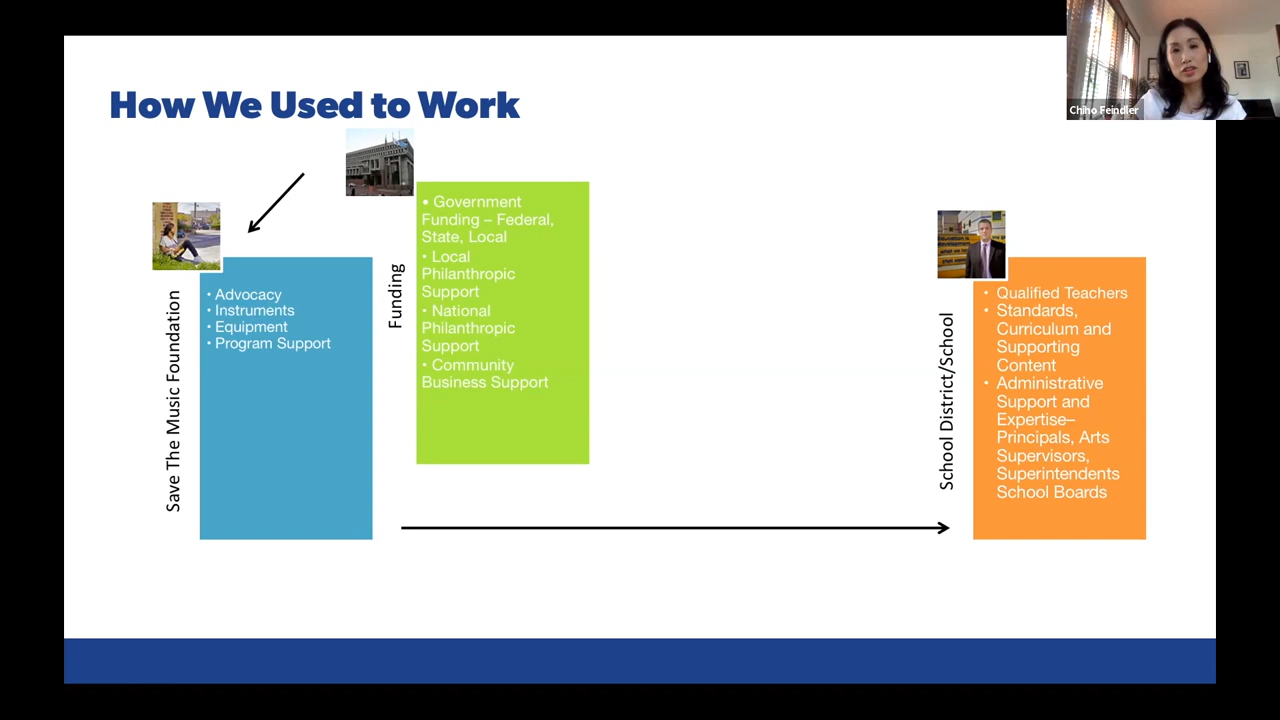 How We Used to Work
Chiho Feindler
Save The Music Foundation
• Advocacy
• Instruments
• Equipment
• Program Support
Funding
• Government
Funding – Federal,
State, Local
• Local
Philanthropic
Support
• National
Philanthropic
Support
• Community
Business Support
School District/School
• Qualified Teachers
• Standards,
Curriculum and
Supporting
Content
• Administrative
Support and
Expertise–
Principals, Arts
Supervisors,
Superintendents
School Boards